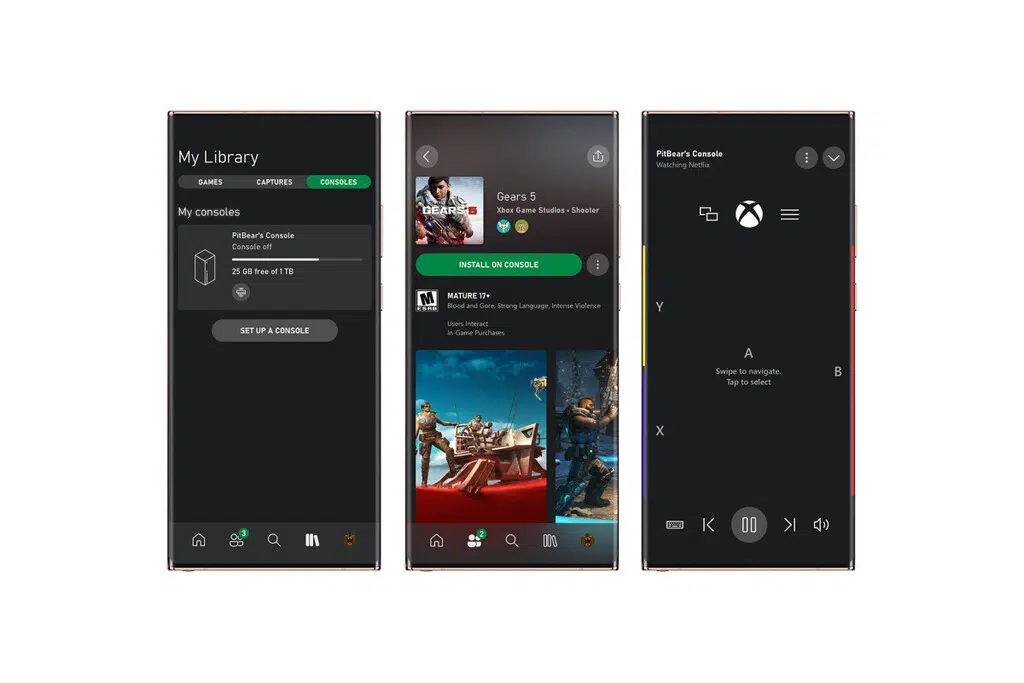 My Library
GAMES
CAPTURES
CONSOLES
My consoles
PitBear's Console
Console off
25 GB free of 1 TB
SET UP A CONSOLE
3
GEARS 5
Gears 5
Xbox Game Studios • Shooter
INSTALL ON CONSOLE
M
ESRB
MATURE 17+
Blood and Gore, Strong Language, Intense Violence
Users Interact
In-Game Purchases
2
PitBear's Console
Watching Netflix
Y
A
Swipe to navigate.
Tap to select
B
X